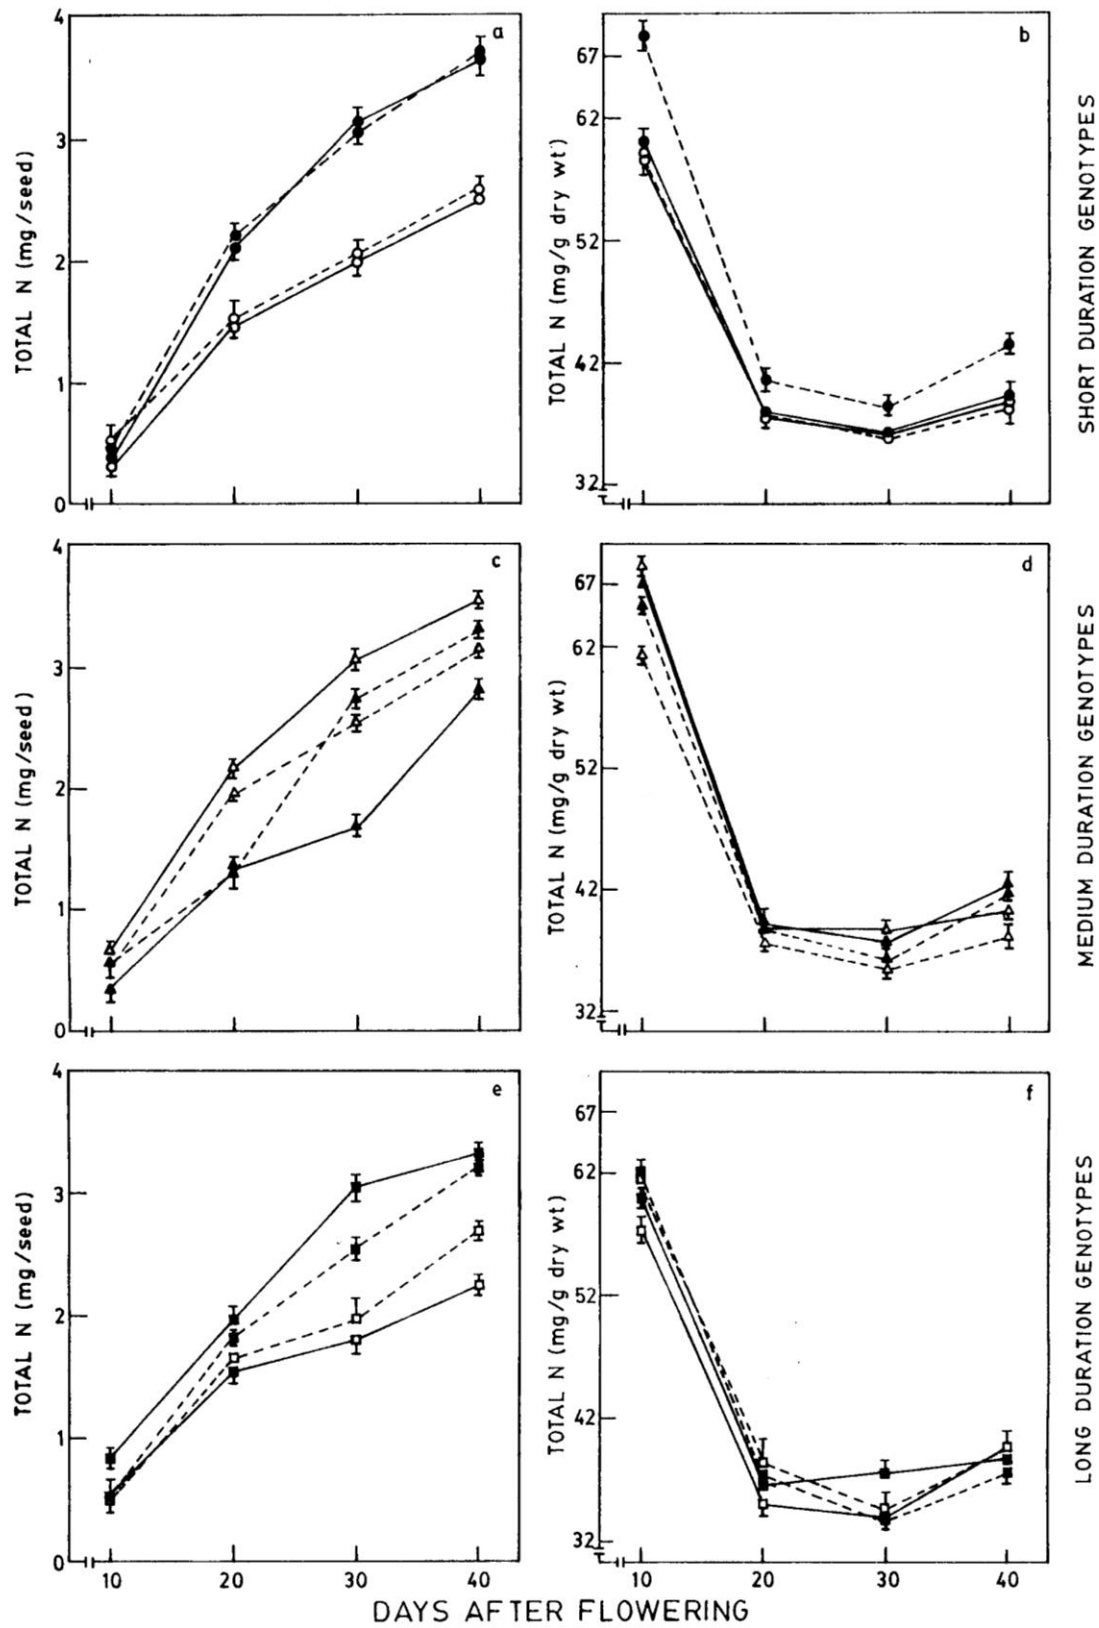 a
4
3
2
1
0
TOTAL N (mg/seed)
b
67
62
52
42
32
TOTAL N (mg/g dry wt)
SHORT DURATION GENOTYPES
c
4
3
2
1
0
TOTAL N (mg/seed)
d
67
62
52
42
32
TOTAL N (mg/g dry wt)
MEDIUM DURATION GENOTYPES
e
4
3
2
1
0
TOTAL N (mg/seed)
10 20 30 40
f
67
62
52
42
32
TOTAL N (mg/g dry wt)
10 20 30 40
LONG DURATION GENOTYPES
DAYS AFTER FLOWERING